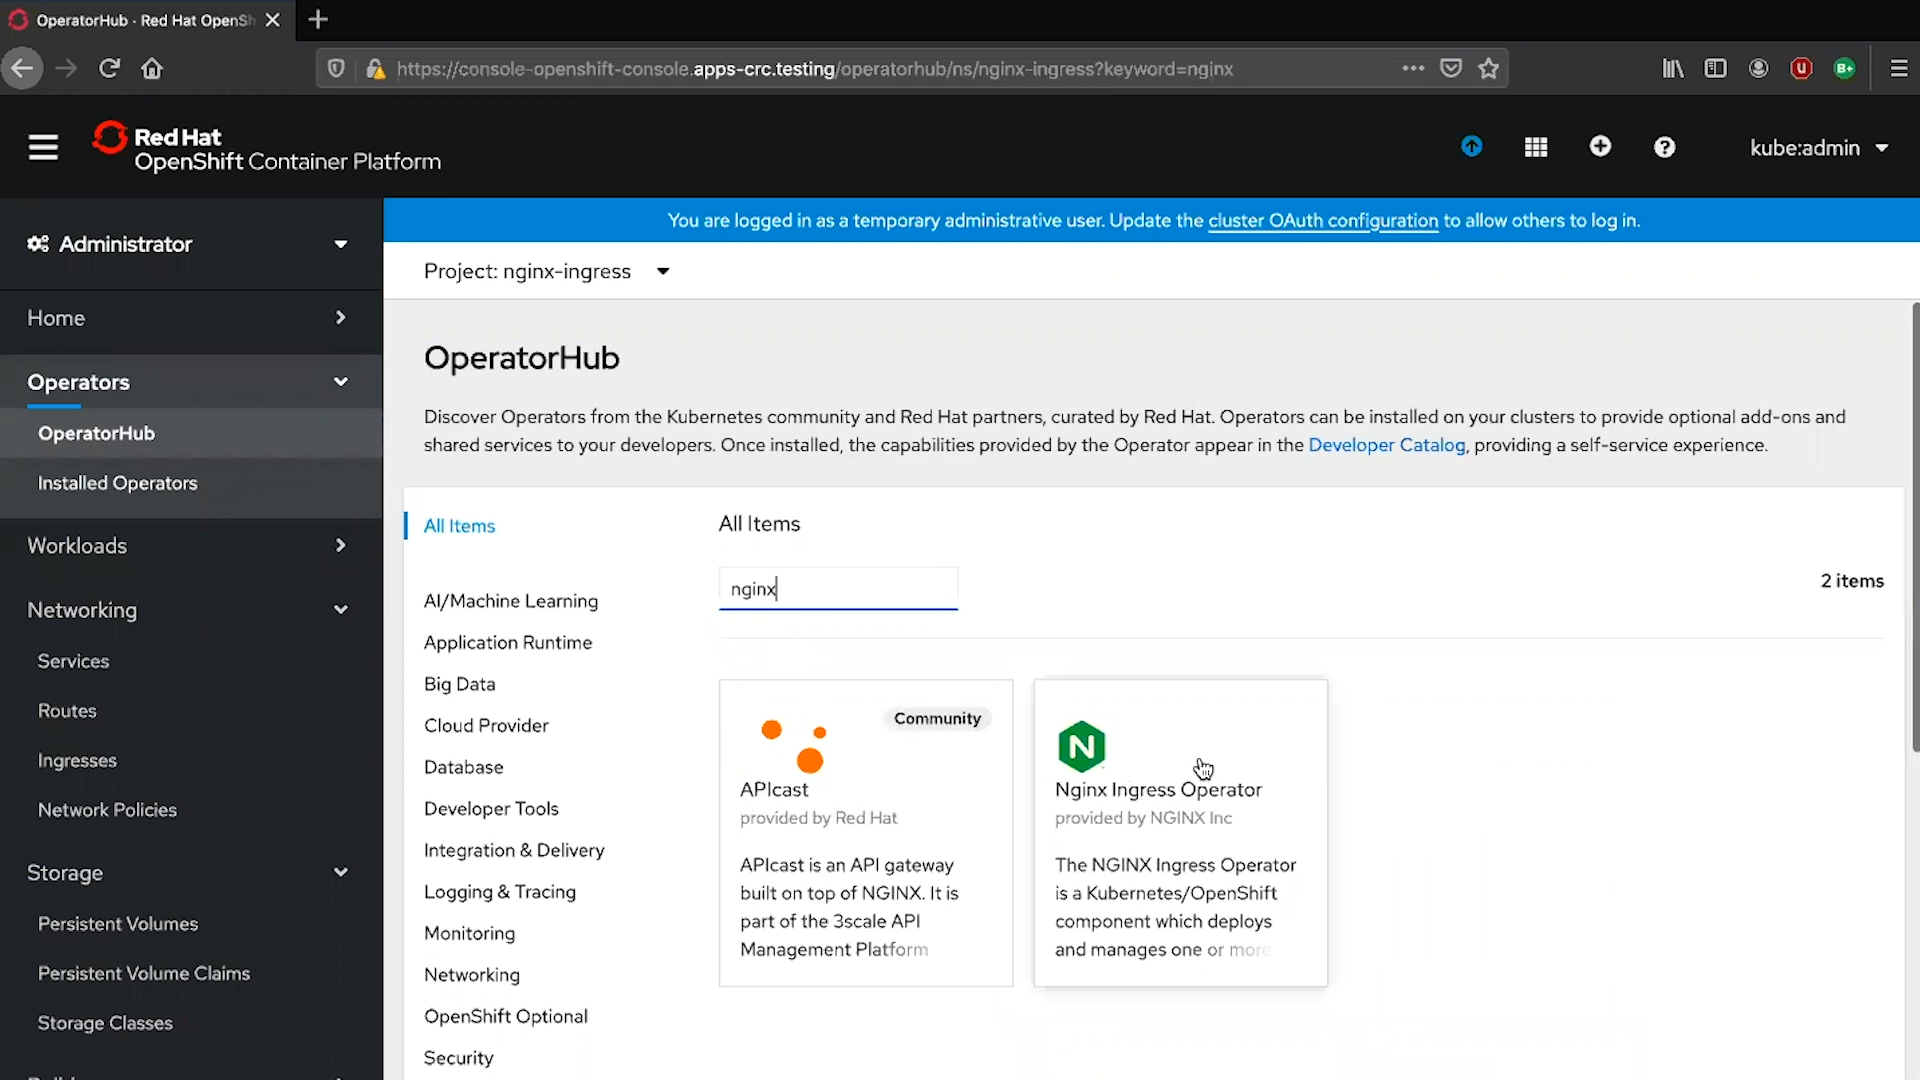 OperatorHub · Red Hat OpenSh
https://console-openshift-console.apps-crc.testing/operatorhub/ns/nginx-ingress?keyword=nginx
Red Hat
OpenShift Container Platform
kube:admin
You are logged in as a temporary administrative user. Update the cluster OAuth configuration to allow others to log in.
Administrator
Project: nginx-ingress
Home
Operators
OperatorHub
Installed Operators
Workloads
Networking
Services
Routes
Ingresses
Network Policies
Storage
Persistent Volumes
Persistent Volume Claims
Storage Classes
OperatorHub
Discover Operators from the Kubernetes community and Red Hat partners, curated by Red Hat. Operators can be installed on your clusters to provide optional add-ons and
shared services to your developers. Once installed, the capabilities provided by the Operator appear in the Developer Catalog, providing a self-service experience.
All Items
AI/Machine Learning
Application Runtime
Big Data
Cloud Provider
Database
Developer Tools
Integration & Delivery
Logging & Tracing
Monitoring
Networking
OpenShift Optional
Security
All Items
nginx
2 items
Community
APIcast
provided by Red Hat
APIcast is an API gateway
built on top of NGINX. It is
part of the 3scale API
Management Platform
N
Nginx Ingress Operator
provided by NGINX Inc
The NGINX Ingress Operator
is a Kubernetes/OpenShift
component which deploys
and manages one or more